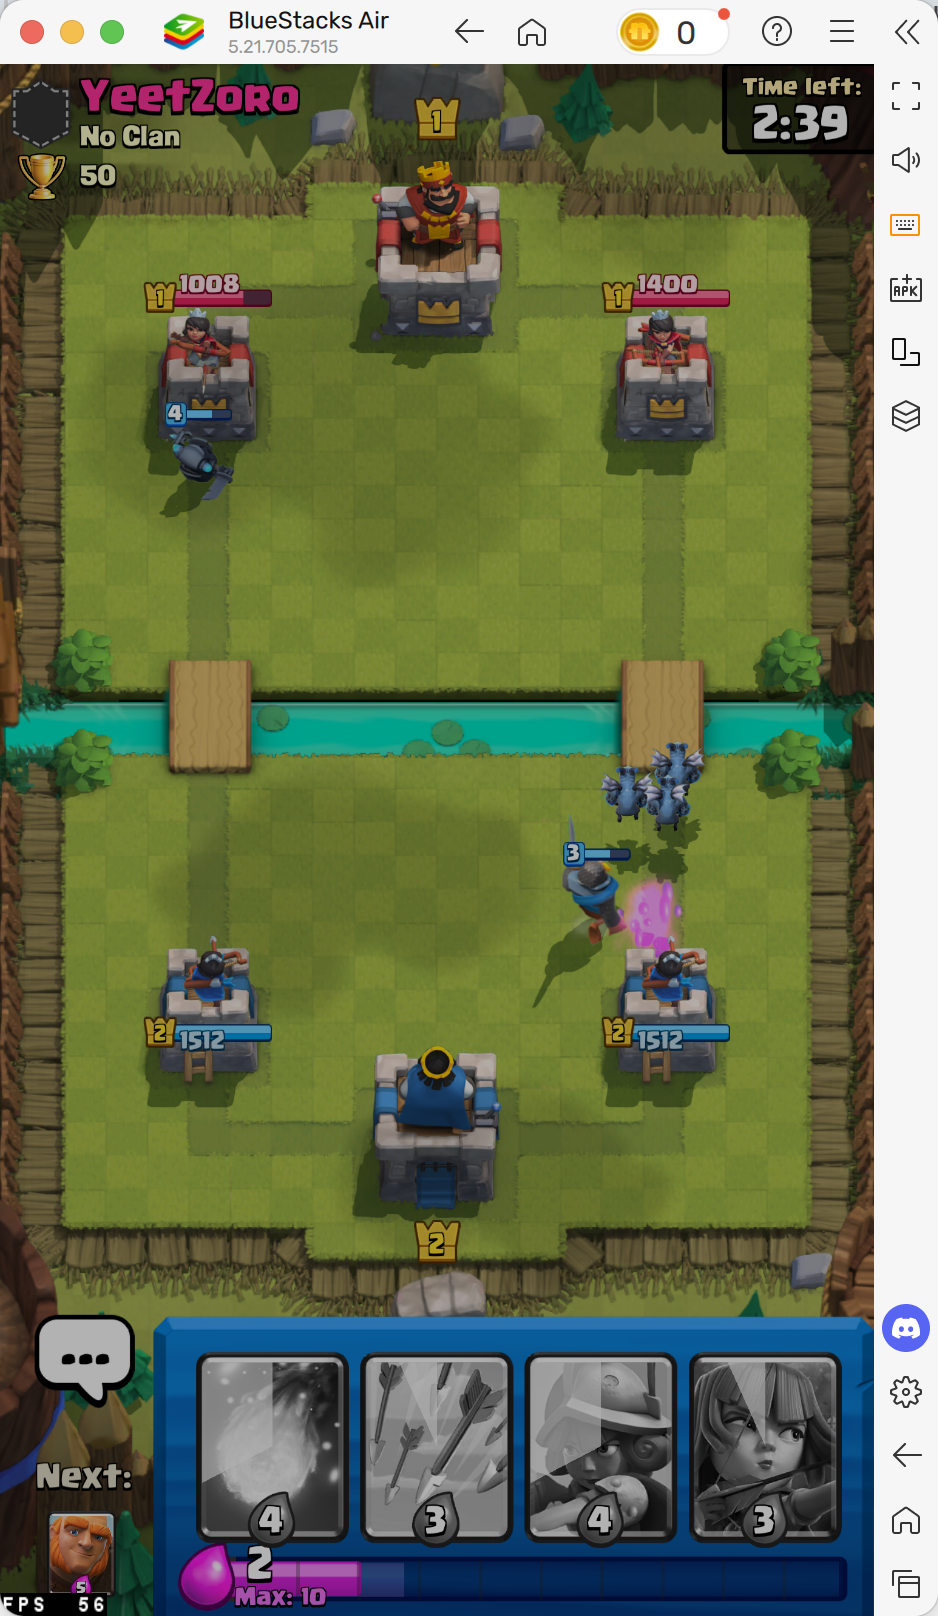 BlueStacks Air
5.21.705.7515
0
YeetZoro
No Clan
50
1
Time left:
2:39
1 1008
1 1400
4
3
2 1512
2 1512
2
...
APK
Next:
4
3
4
3
5
2
Max: 10
FPS 56